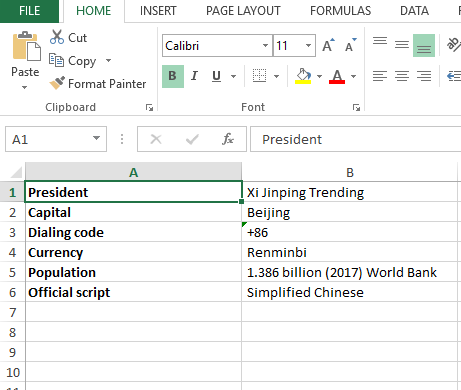 FILE HOME INSERT PAGE LAYOUT FORMULAS DATA
Cut
Copy
Format Painter
Paste
Clipboard
Calibri 11 A A
B I U A
Font
A1 fx President
A B
1 President Xi Jinping Trending
2 Capital Beijing
3 Dialing code +86
4 Currency Renminbi
5 Population 1.386 billion (2017) World Bank
6 Official script Simplified Chinese
7
8
9
10